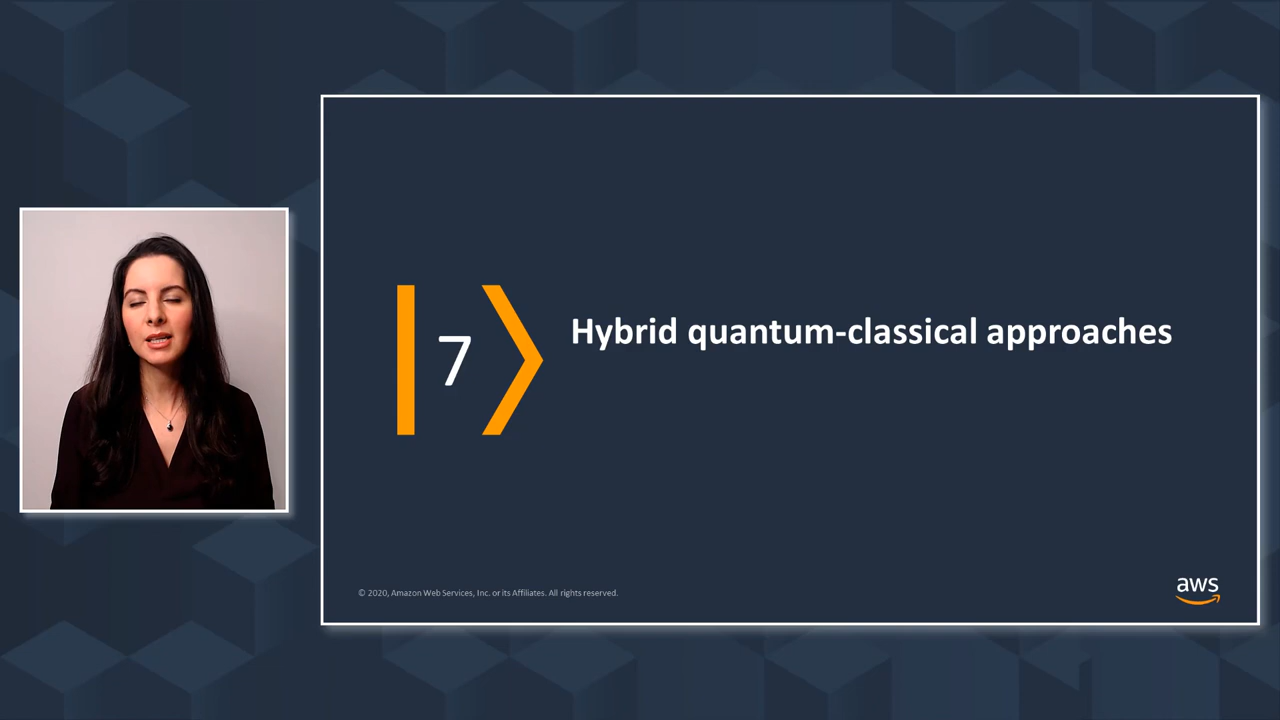 7
Hybrid quantum-classical approaches
© 2020, Amazon Web Services, Inc. or its Affiliates. All rights reserved.
aws